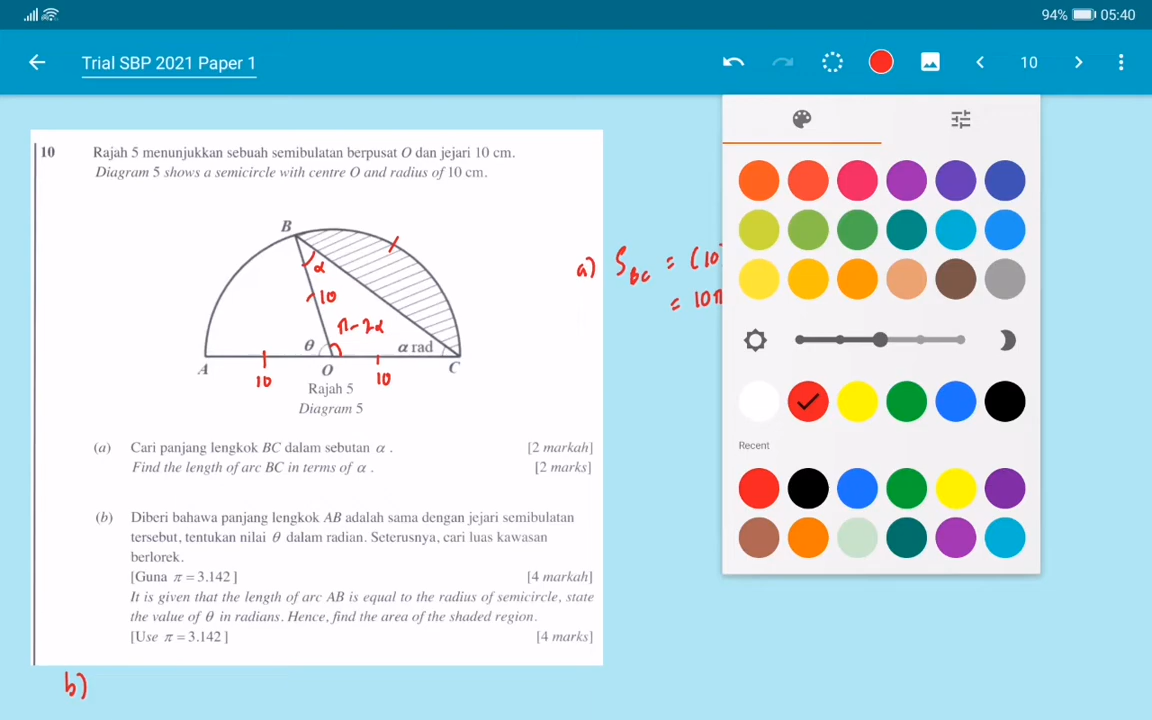 94% 05:40
Trial SBP 2021 Paper 1
10
10 Rajah 5 menunjukkan sebuah semibulatan berpusat O dan jejari 10 cm.
Diagram 5 shows a semicircle with centre O and radius of 10 cm.
B
α
10
π - 2α
θ
α rad
A
O
C
10
10
Rajah 5
Diagram 5
a) S_BC = (10
= 10π
(a) Cari panjang lengkok BC dalam sebutan α . [2 markah]
Find the length of arc BC in terms of α . [2 marks]
(b) Diberi bahawa panjang lengkok AB adalah sama dengan jejari semibulatan
tersebut, tentukan nilai θ dalam radian. Seterusnya, cari luas kawasan
berlorek.
[Guna π = 3.142 ] [4 markah]
It is given that the length of arc AB is equal to the radius of semicircle, state
the value of θ in radians. Hence, find the area of the shaded region.
[Use π = 3.142 ] [4 marks]
b)
Recent